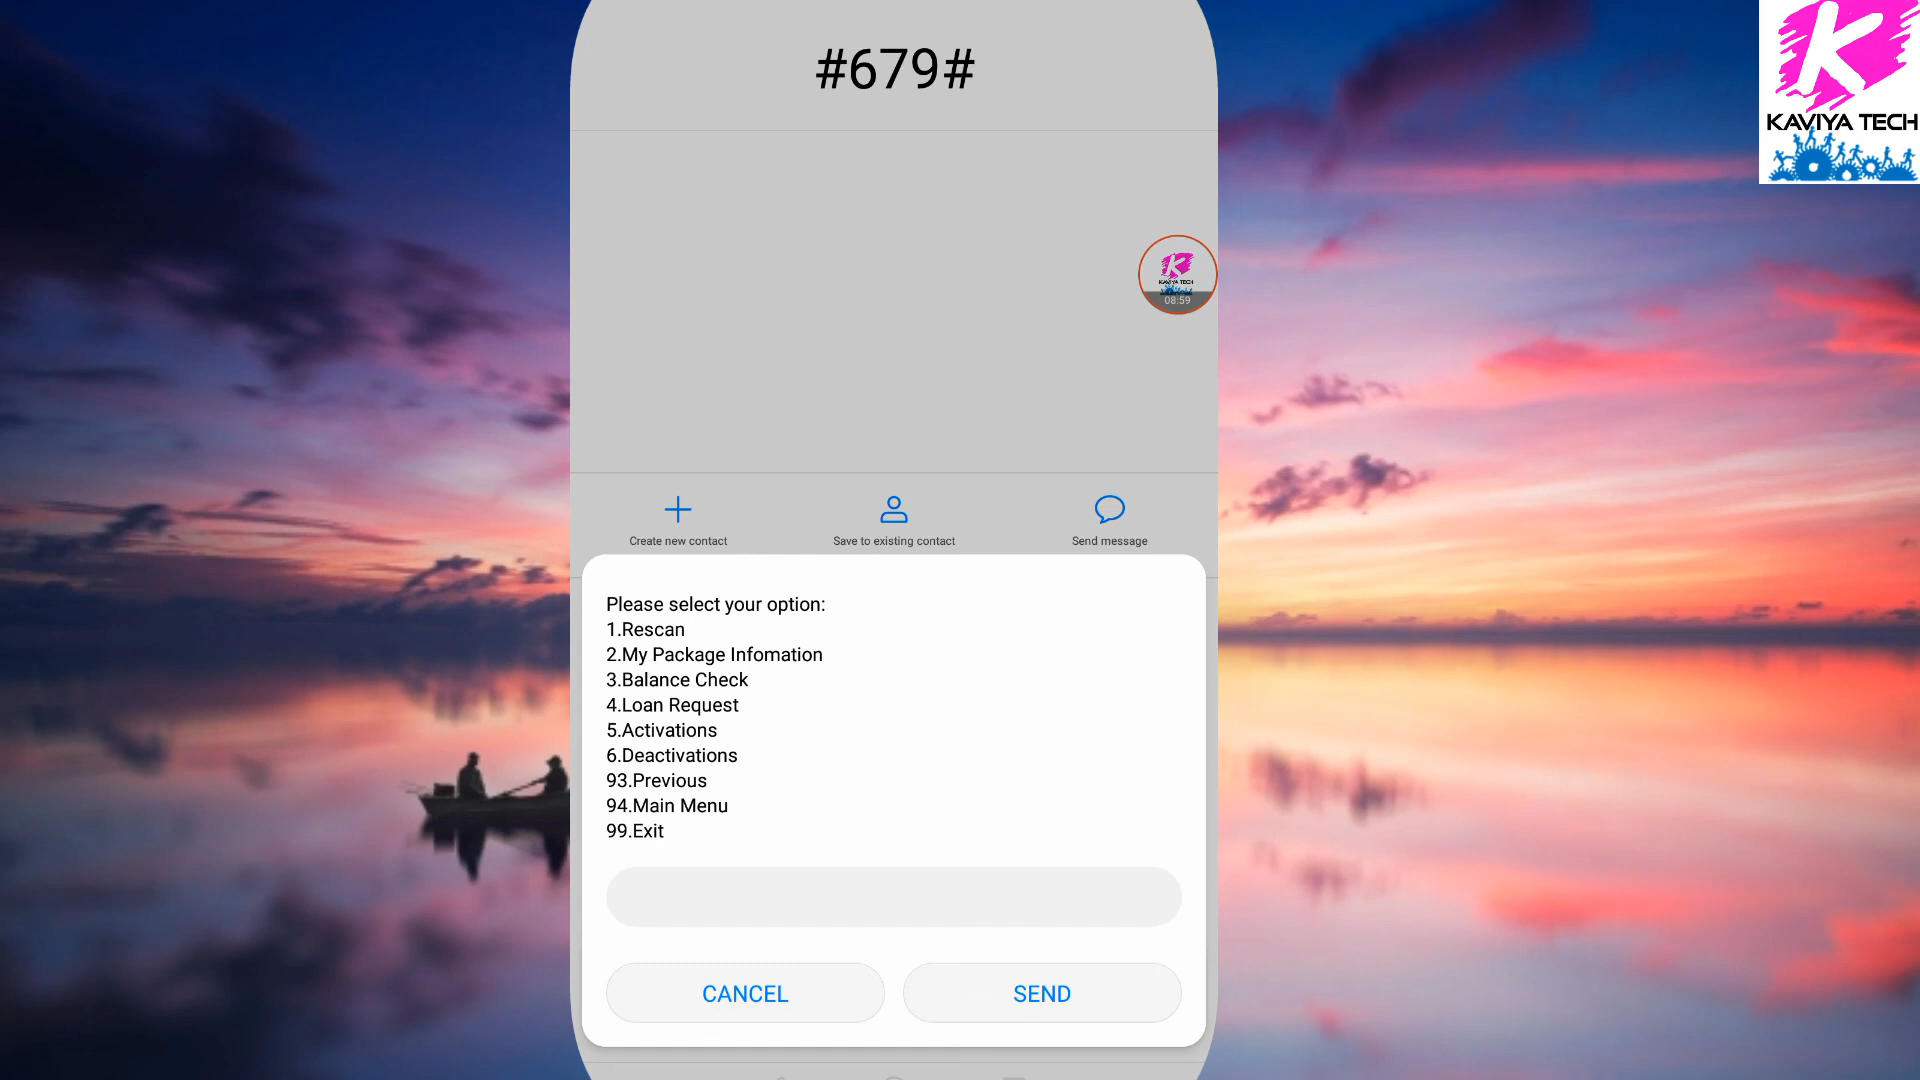 #679#
K
KAVIYA TECH
K
KAVIYA TECH
08:59
Create new contact
Save to existing contact
Send message
Please select your option:
1.Rescan
2.My Package Infomation
3.Balance Check
4.Loan Request
5.Activations
6.Deactivations
93.Previous
94.Main Menu
99.Exit
CANCEL
SEND